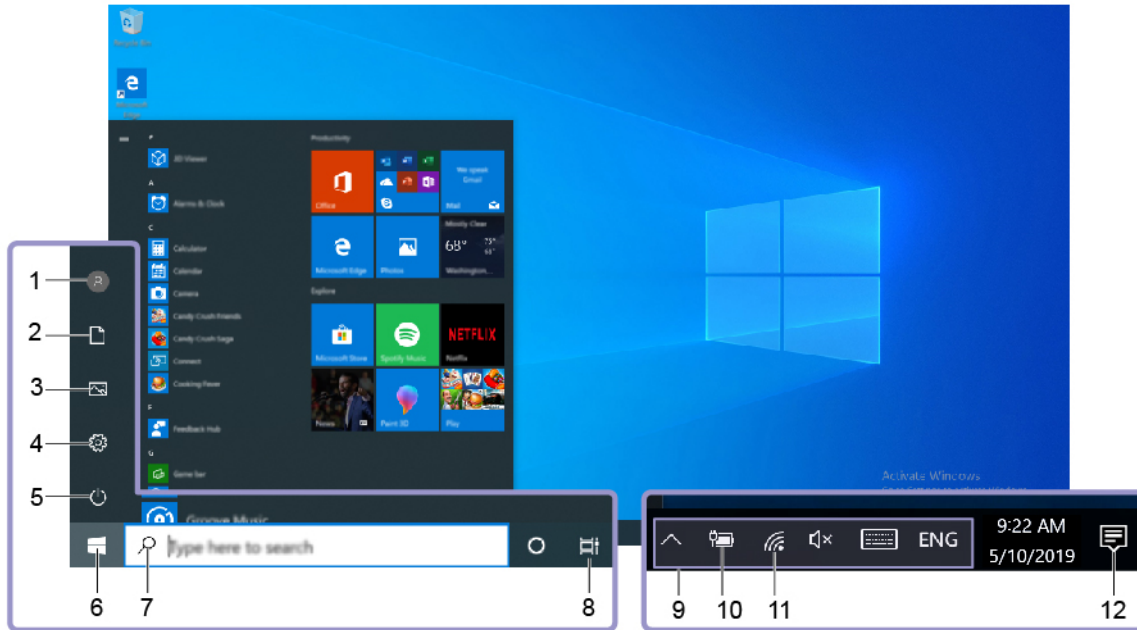 Recycle Bin
Microsoft
Edge
Productivity
3D Viewer
A
Alarms & Clock
C
Calculator
Calendar
Camera
Candy Crush Friends
Candy Crush Saga
Connect
Cooking Fever
F
Feedback Hub
G
Game bar
Groove Music
Office
We speak
Gmail
Mail
Microsoft Edge
Photos
Mostly Clear
68°
Washington...
Explore
Microsoft Store
Spotify Music
NETFLIX
Netflix
News
Paint 3D
Play
Activate Windows
1
2
3
4
5
Type here to search
6
7
8
ENG
9:22 AM
5/10/2019
9
10
11
12